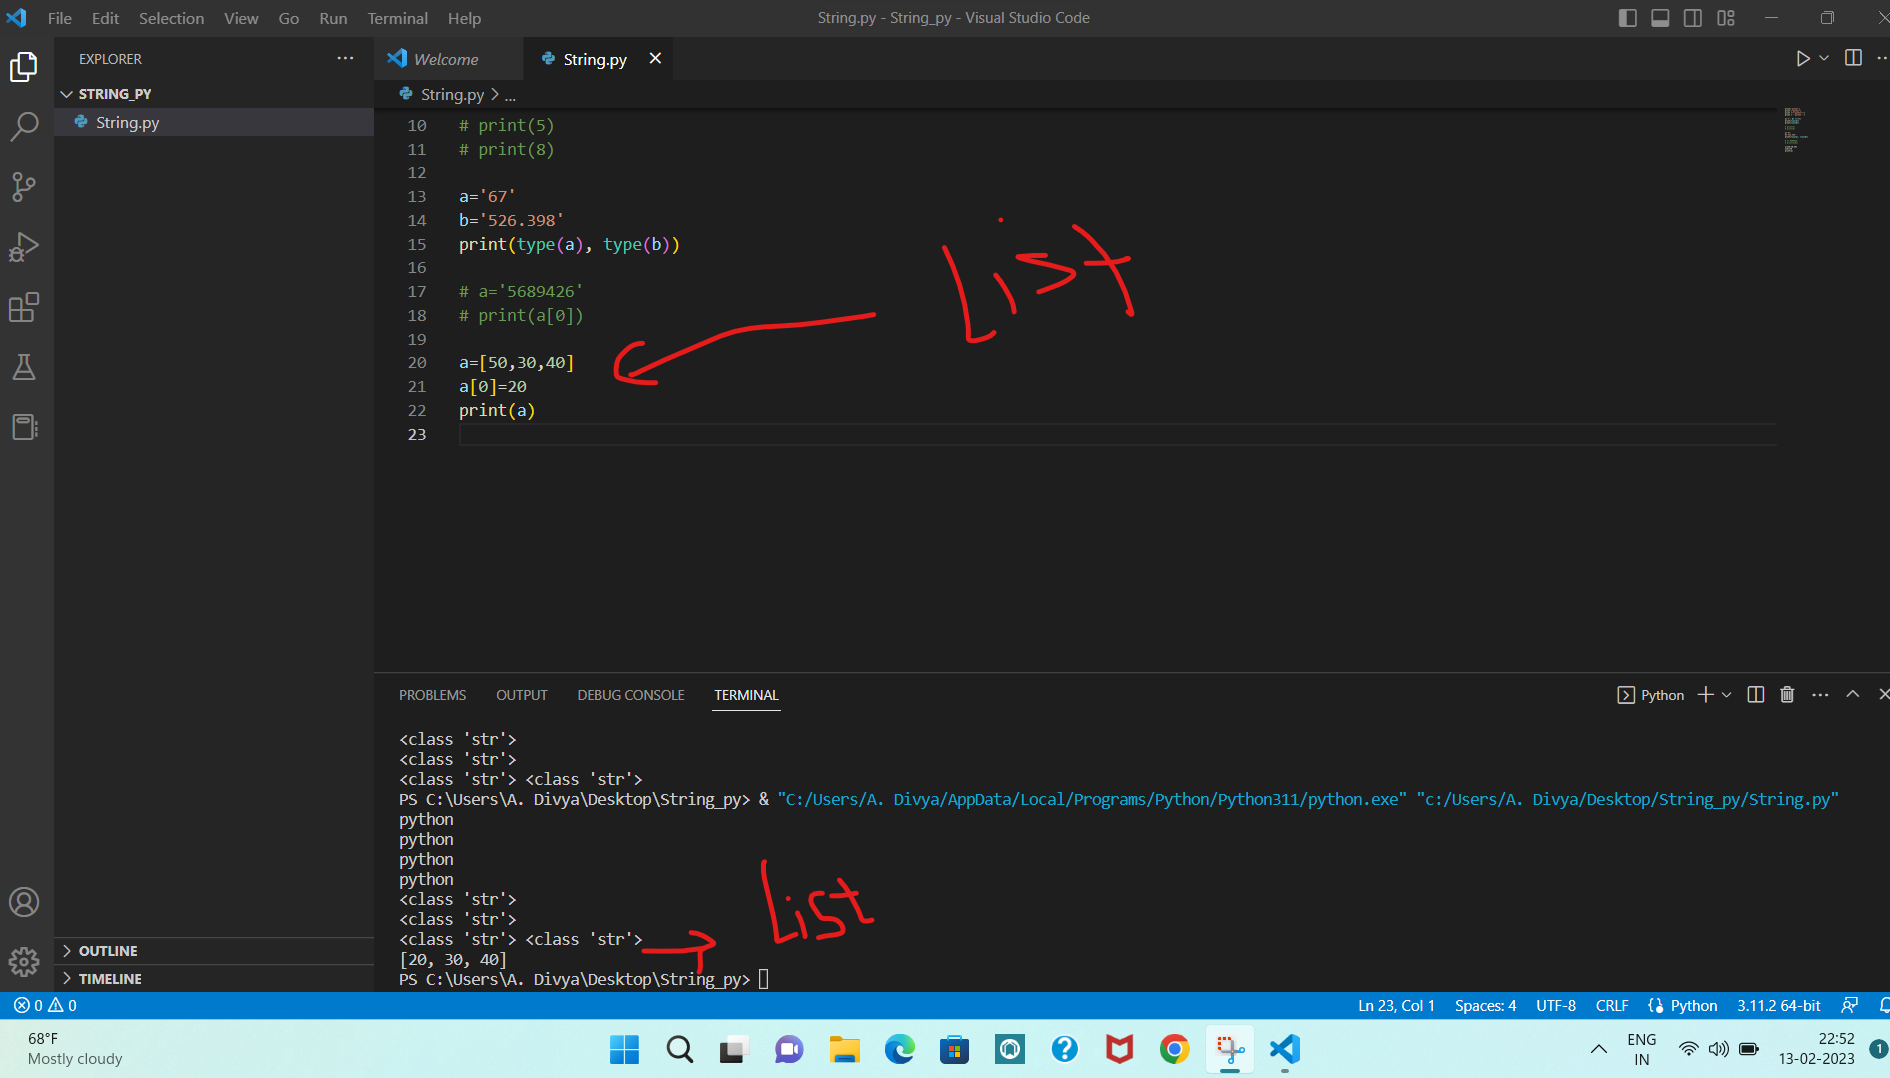 File Edit Selection View Go Run Terminal Help
String.py - String_py - Visual Studio Code
EXPLORER
STRING_PY
String.py
OUTLINE
TIMELINE
Welcome
String.py
String.py > ...
10 # print(5)
11 # print(8)
12
13 a='67'
14 b='526.398'
15 print(type(a), type(b))
16
17 # a='5689426'
18 # print(a[0])
19
20 a=[50,30,40]
21 a[0]=20
22 print(a)
23
List
PROBLEMS OUTPUT DEBUG CONSOLE TERMINAL
Python
<class 'str'>
<class 'str'>
<class 'str'> <class 'str'>
PS C:\Users\A. Divya\Desktop\String_py> & "C:/Users/A. Divya/AppData/Local/Programs/Python/Python311/python.exe" "c:/Users/A. Divya/Desktop/String_py/String.py"
python
python
python
python
<class 'str'>
<class 'str'>
<class 'str'> <class 'str'>
[20, 30, 40]
PS C:\Users\A. Divya\Desktop\String_py>
List
0 0
Ln 23, Col 1 Spaces: 4 UTF-8 CRLF Python 3.11.2 64-bit
68°F
Mostly cloudy
ENG
IN
22:52
13-02-2023
1